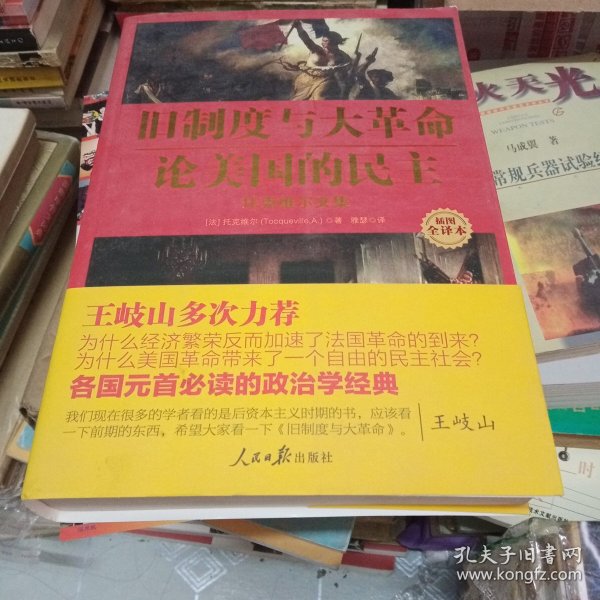 旧制度与大革命
论美国的民主
托克维尔文集
[法] 托克维尔 (Tocqueville,A.) ◎著 雅瑟◎译
插图
全译本
王岐山多次力荐
为什么经济繁荣反而加速了法国革命的到来?
为什么美国革命带来了一个自由的民主社会?
各国元首必读的政治学经典
我们现在很多的学者看的是后资本主义时期的书，应该看
一下前期的东西，希望大家看一下《旧制度与大革命》。
王岐山
人民日报出版社
火天光
WEAPON TESTS
马成翼 著
常规兵器试验
孔夫子旧书网
www.kongfz.com